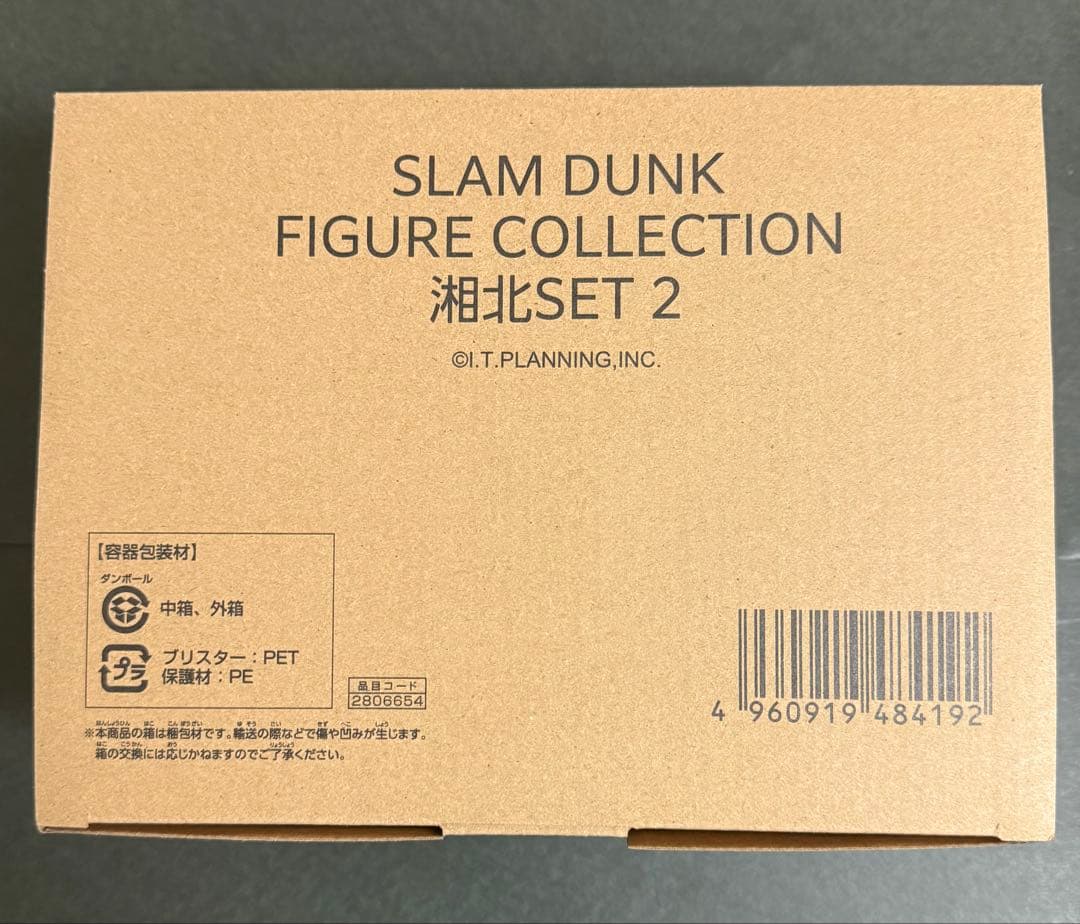 SLAM DUNK
FIGURE COLLECTION
湘北SET 2
©I.T.PLANNING,INC.
【容器包装材】
ダンボール
中箱、外箱
プラ
ブリスター：PET
保護材：PE
品目コード
2806654
※本商品の箱は梱包材です。輸送の際などで傷や凹みが生じます。
箱の交換には応じかねますのでご了承ください。
4 960919 484192